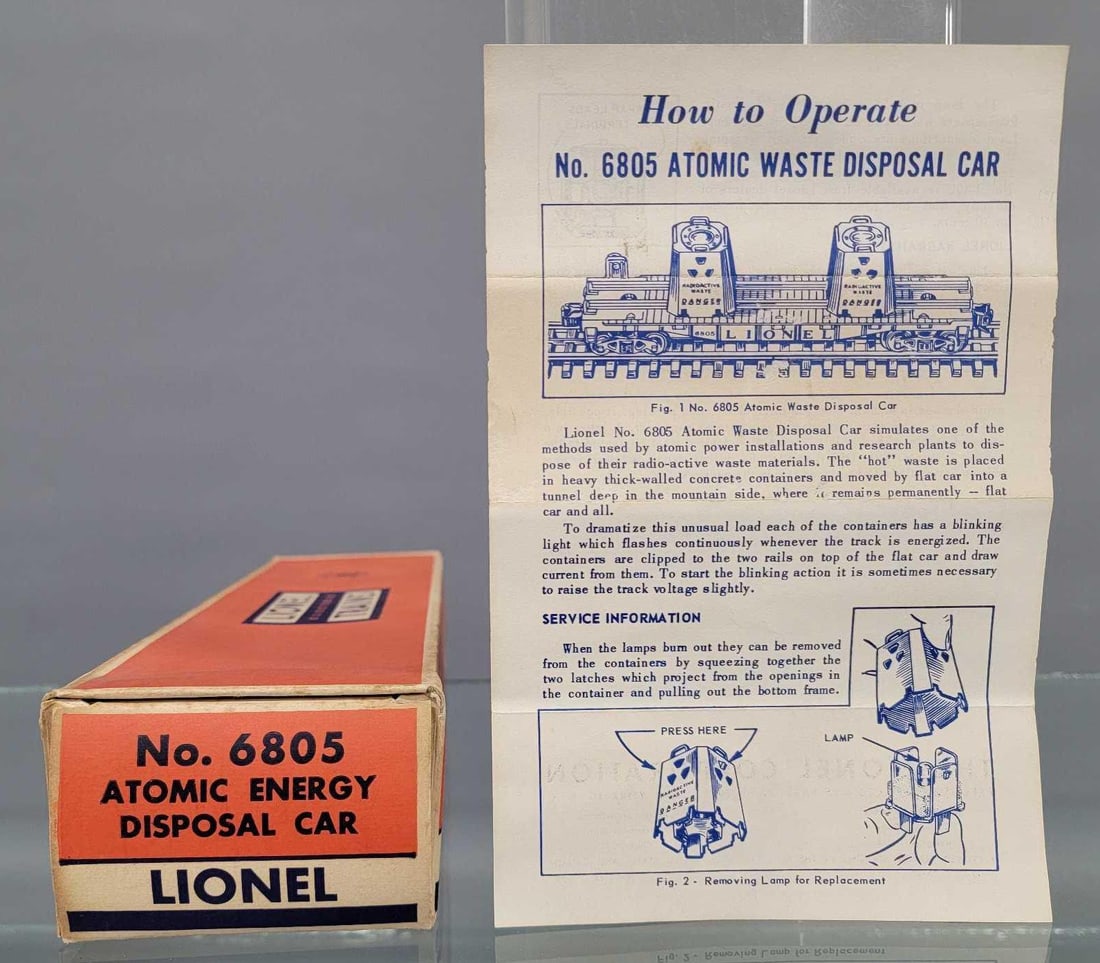 How to Operate
No. 6805 ATOMIC WASTE DISPOSAL CAR
RADIOACTIVE
WASTE
DANGER
RADIOACTIVE
WASTE
DANGER
6805 LIONEL
Fig. 1 No. 6805 Atomic Waste Disposal Car
Lionel No. 6805 Atomic Waste Disposal Car simulates one of the
methods used by atomic power installations and research plants to dis-
pose of their radio-active waste materials. The "hot" waste is placed
in heavy thick-walled concrete containers and moved by flat car into a
tunnel deep in the mountain side, where it remains permanently — flat
car and all.
To dramatize this unusual load each of the containers has a blinking
light which flashes continuously whenever the track is energized. The
containers are clipped to the two rails on top of the flat car and draw
current from them. To start the blinking action it is sometimes necessary
to raise the track voltage slightly.
SERVICE INFORMATION
When the lamps burn out they can be removed
from the containers by squeezing together the
two latches which project from the openings in
the container and pulling out the bottom frame.
PRESS HERE
LAMP
RADIOACTIVE
WASTE
DANGER
Fig. 2 - Removing Lamp for Replacement
LIONEL
TRAINS
No. 6805
ATOMIC ENERGY
DISPOSAL CAR
LIONEL